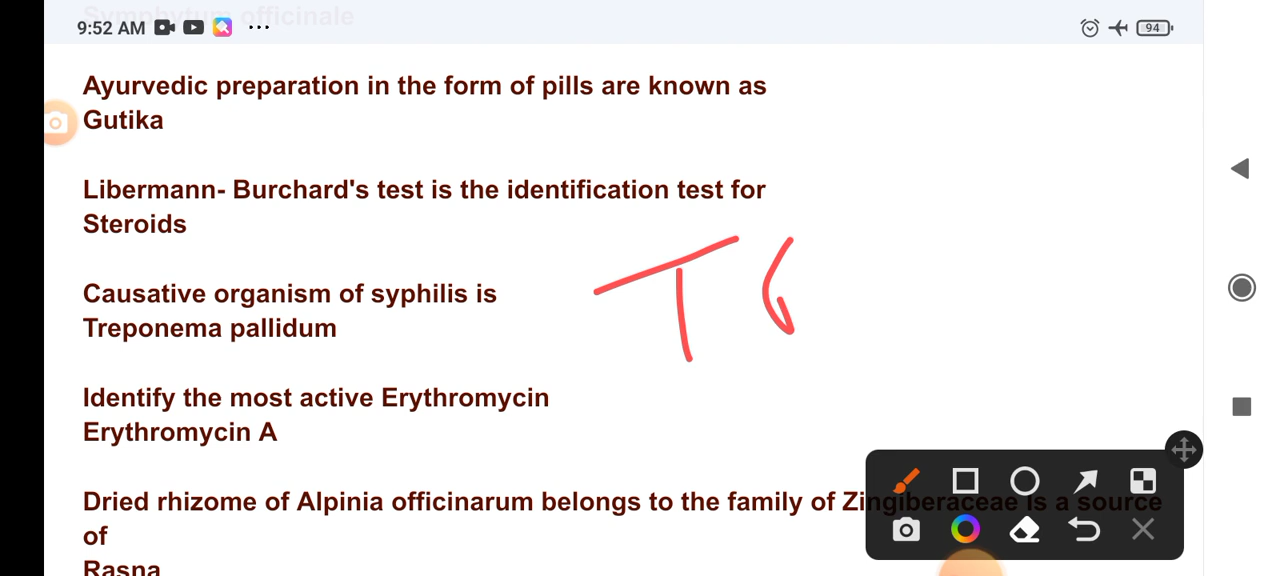 Symphytum officinale
9:52 AM ... 94
Ayurvedic preparation in the form of pills are known as
Gutika
Libermann- Burchard's test is the identification test for
Steroids
Causative organism of syphilis is
Treponema pallidum
Identify the most active Erythromycin
Erythromycin A
Dried rhizome of Alpinia officinarum belongs to the family of Zingiberaceae Is a source
of
Rasna